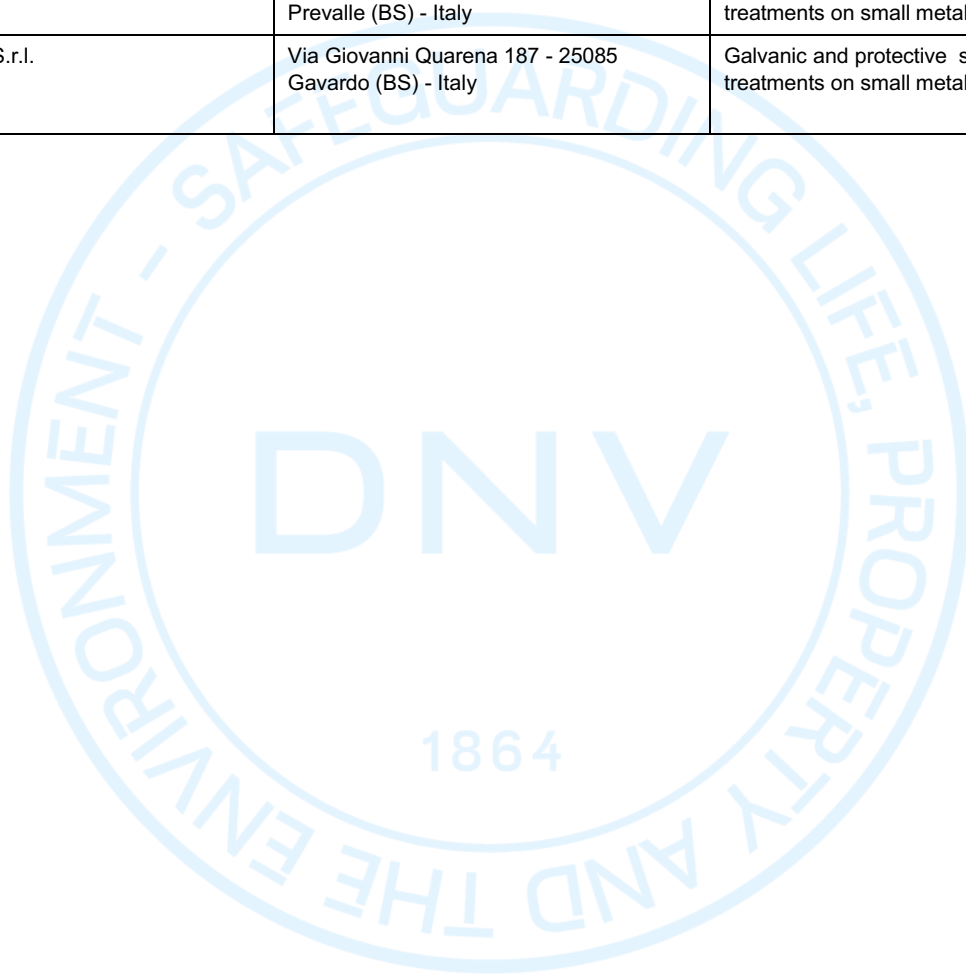 Prevalle (BS) - Italy
treatments on small metal
S.r.l.
Via Giovanni Quarena 187 - 25085
Gavardo (BS) - Italy
Galvanic and protective s
treatments on small metal
SAFEGUARDING LIFE, PROPERTY AND THE ENVIRONMENT -
DNV
1864